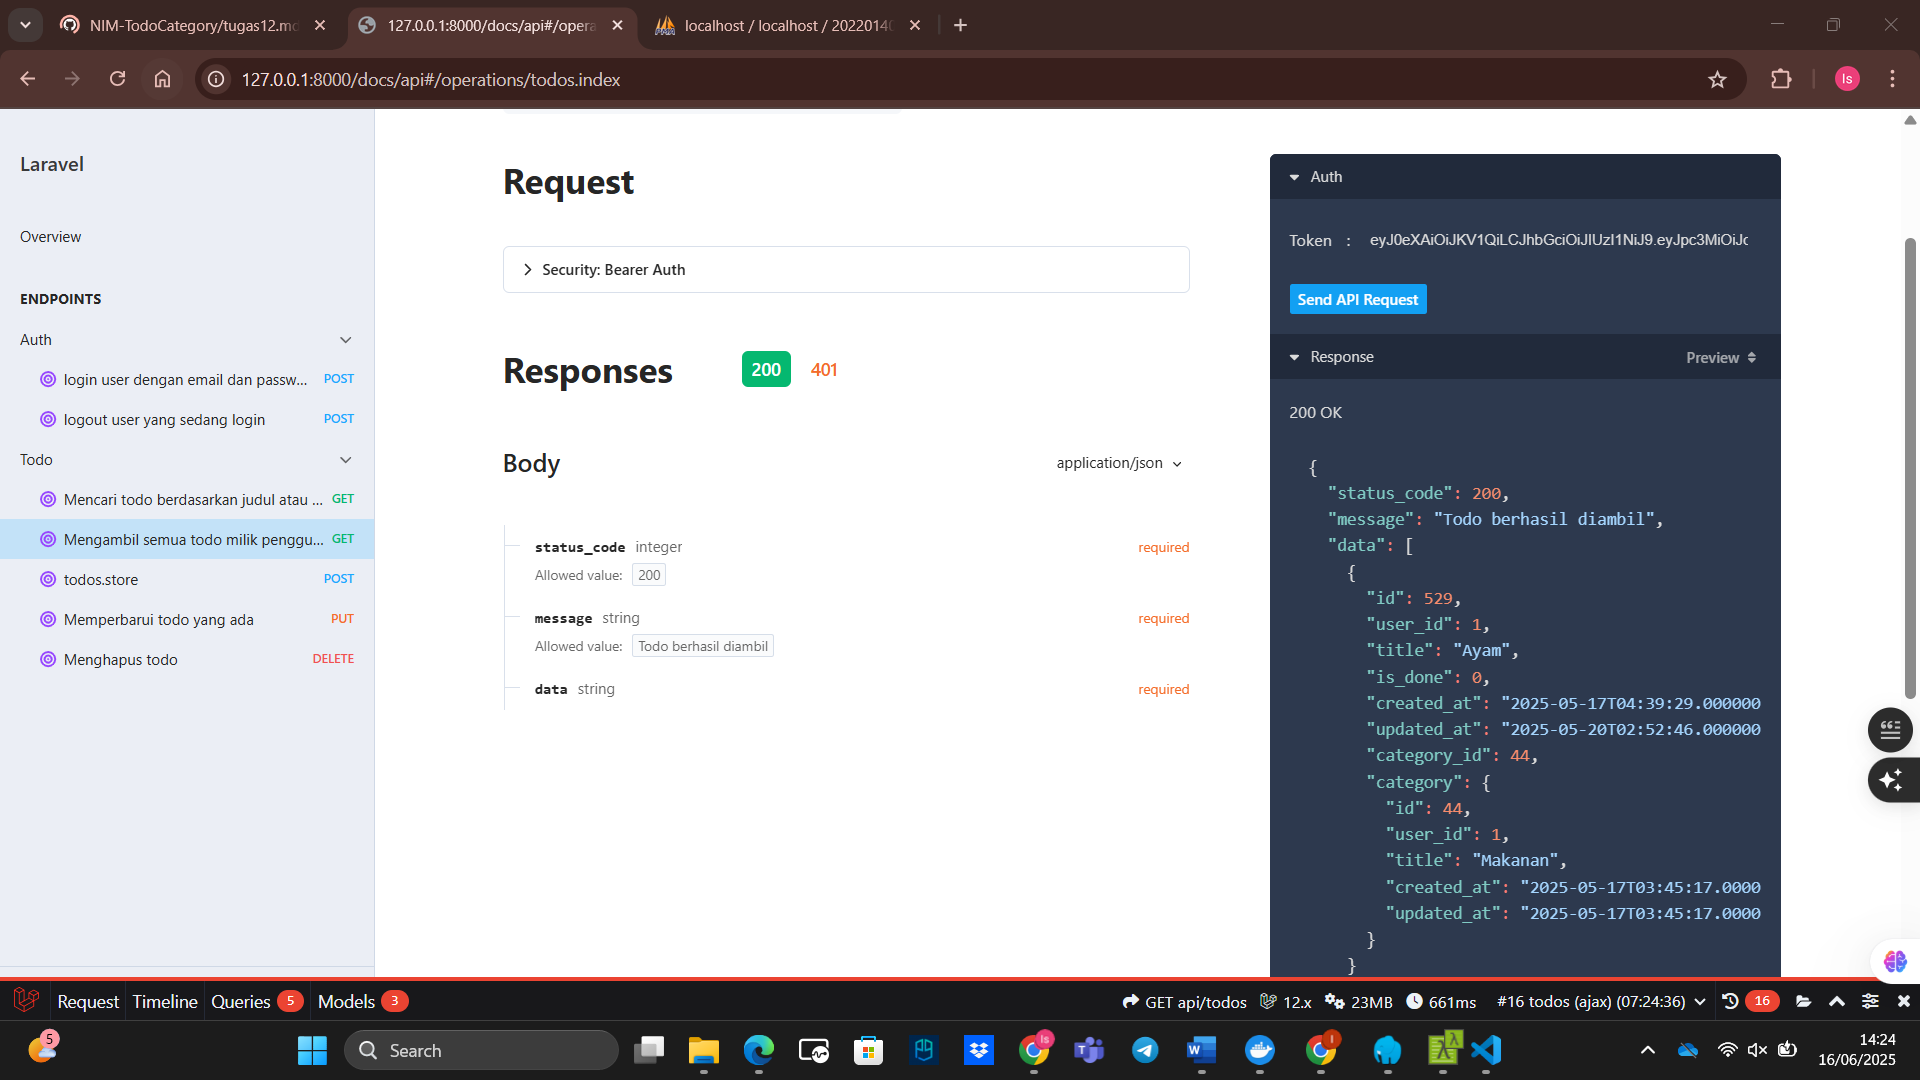 NIM-TodoCategory/tugas12.md
127.0.0.1:8000/docs/api#/opera
localhost / localhost / 20220140
127.0.0.1:8000/docs/api#/operations/todos.index
Is
Laravel
Overview
ENDPOINTS
Auth
login user dengan email dan passw... POST
logout user yang sedang login POST
Todo
Mencari todo berdasarkan judul atau ... GET
Mengambil semua todo milik penggu... GET
todos.store POST
Memperbarui todo yang ada PUT
Menghapus todo DELETE
Request
Security: Bearer Auth
Responses 200 401
Body application/json
status_code integer required
Allowed value: 200
message string required
Allowed value: Todo berhasil diambil
data string required
Auth
Token : eyJ0eXAiOiJKV1QiLCJhbGciOiJIUzI1NiJ9.eyJpc3MiOiJo
Send API Request
Response Preview
200 OK
{
"status_code": 200,
"message": "Todo berhasil diambil",
"data": [
{
"id": 529,
"user_id": 1,
"title": "Ayam",
"is_done": 0,
"created_at": "2025-05-17T04:39:29.000000
"updated_at": "2025-05-20T02:52:46.000000
"category_id": 44,
"category": {
"id": 44,
"user_id": 1,
"title": "Makanan",
"created_at": "2025-05-17T03:45:17.0000
"updated_at": "2025-05-17T03:45:17.0000
}
}
Request Timeline Queries 5 Models 3 GET api/todos 12.x 23MB 661ms #16 todos (ajax) (07:24:36) 16
5
Search
14:24
16/06/2025